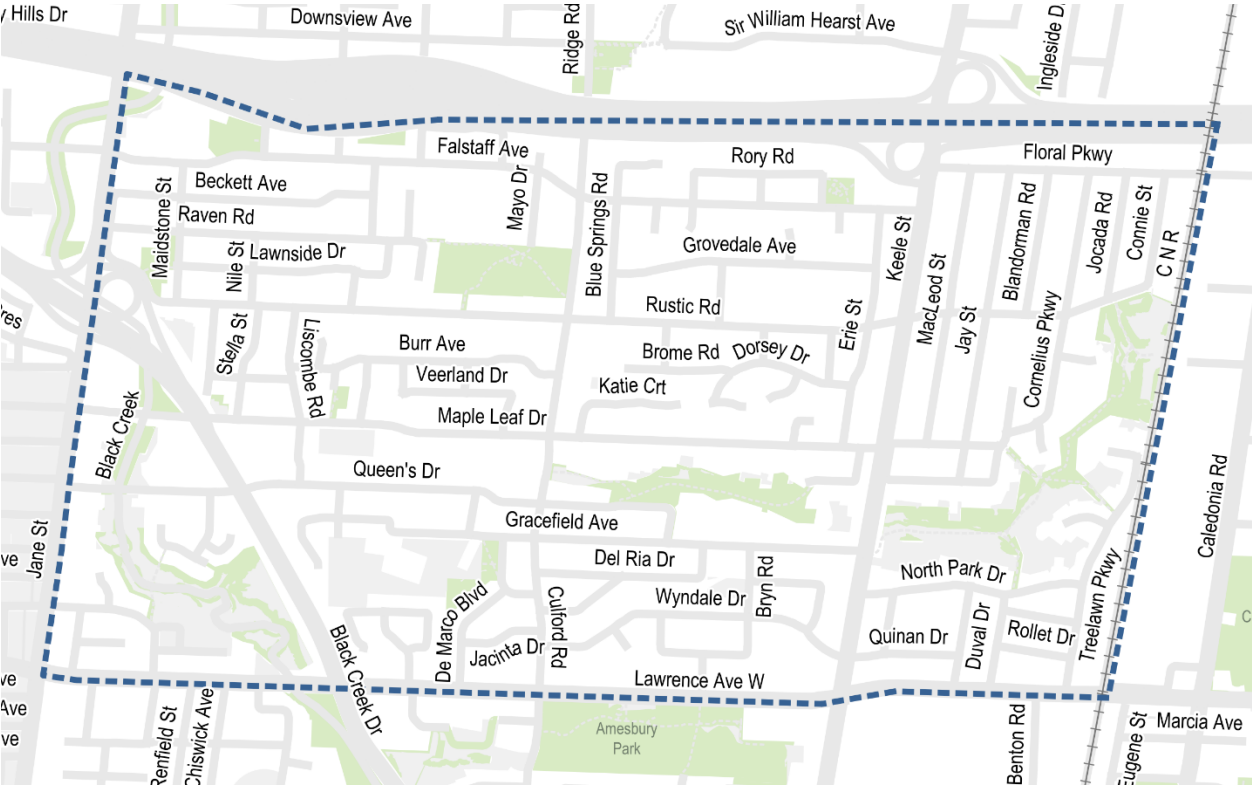 y Hills Dr
Downsview Ave
Ridge Rd
Sir William Hearst Ave
Ingleside D
Falstaff Ave
Rory Rd
Floral Pkwy
Beckett Ave
Mayo Dr
Maidstone St
Raven Rd
Blue Springs Rd
Keele St
Blandorman Rd
Jocada Rd
Connie St
C N R
Nile St
Lawnside Dr
Grovedale Ave
MacLeod St
Jay St
Rustic Rd
Erie St
res
Stella St
Liscombe Rd
Burr Ave
Brome Rd
Dorsey Dr
Cornelius Pkwy
Veerland Dr
Katie Crt
Maple Leaf Dr
Black Creek
Queen's Dr
Caledonia Rd
Gracefield Ave
Jane St
ve
Del Ria Dr
Bryn Rd
North Park Dr
Treelawn Pkwy
De Marco Blvd
Culford Rd
Wyndale Dr
Quinan Dr
Duval Dr
Rollet Dr
C
Black Creek Dr
Jacinta Dr
Lawrence Ave W
ve
Ave
ve
Renfield St
Chiswick Ave
Amesbury
Park
Benton Rd
Eugene St
Marcia Ave